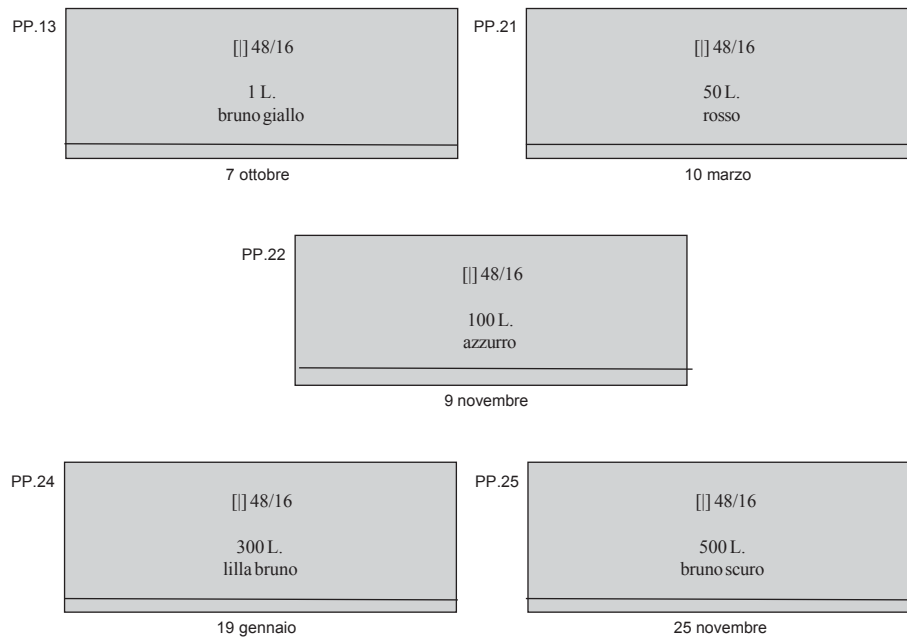 PP.13
[|] 48/16
1 L.
bruno giallo
7 ottobre
PP.21
[|] 48/16
50 L.
rosso
10 marzo
PP.22
[|] 48/16
100 L.
azzurro
9 novembre
PP.24
[|] 48/16
300 L.
lilla bruno
19 gennaio
PP.25
[|] 48/16
500 L.
bruno scuro
25 novembre